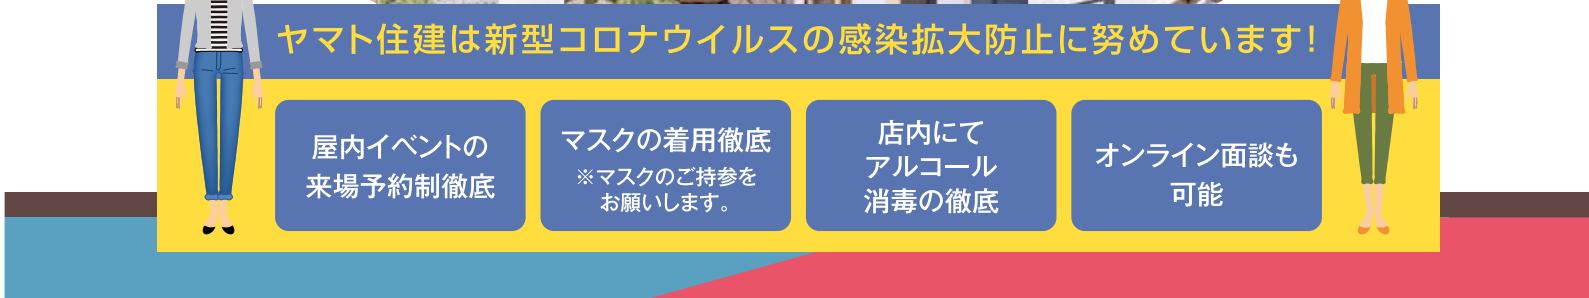 ヤマト住建は新型コロナウイルスの感染拡大防止に努めています！
屋内イベントの
来場予約制徹底
マスクの着用徹底
※マスクのご持参を
お願いします。
店内にて
アルコール
消毒の徹底
オンライン面談も
可能